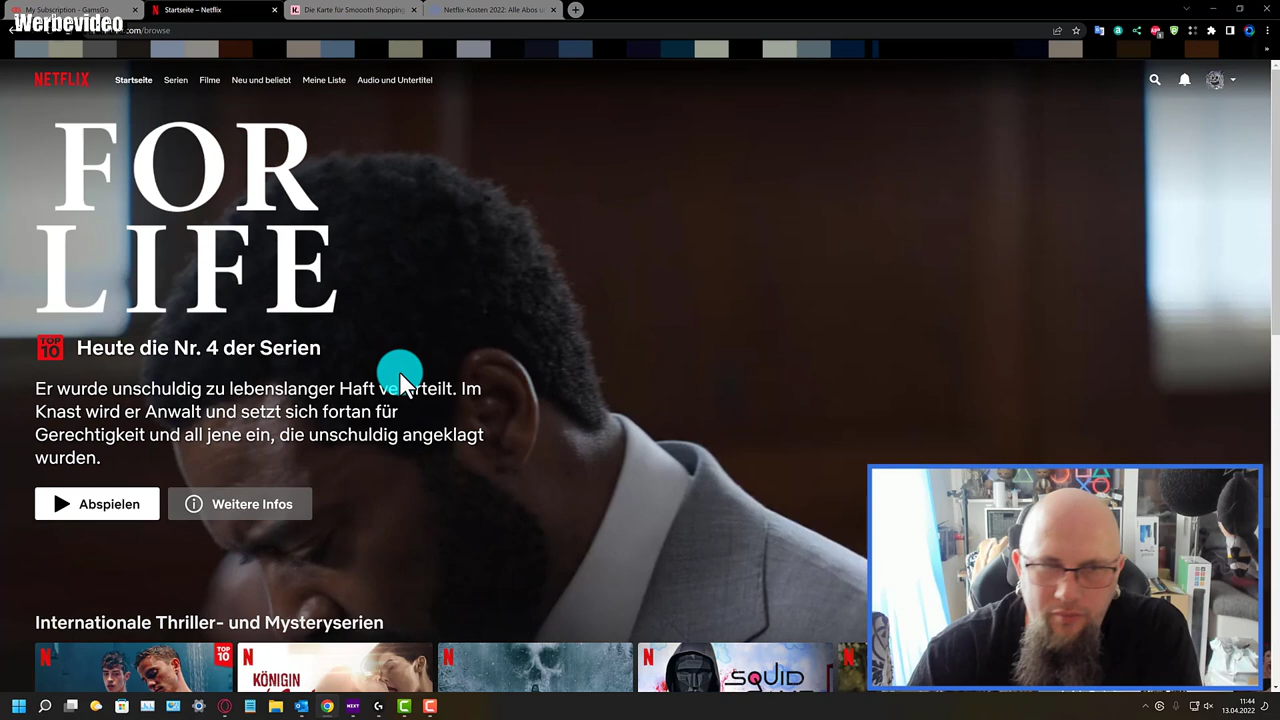 My Subscription - GamsGo
Startseite – Netflix
Die Karte für Smoooth Shopping
Netflix-Kosten 2022: Alle Abos u
Werbevideo
.com/browse
NETFLIX
Startseite
Serien
Filme
Neu und beliebt
Meine Liste
Audio und Untertitel
FOR
LIFE
TOP
10
Heute die Nr. 4 der Serien
Er wurde unschuldig zu lebenslanger Haft verurteilt. Im
Knast wird er Anwalt und setzt sich fortan für
Gerechtigkeit und all jene ein, die unschuldig angeklagt
wurden.
Abspielen
Weitere Infos
Internationale Thriller- und Mysteryserien
N
TOP
10
N
KÖNIGIN
N
N
SQUID
N
NEXT
11:44
13.04.2022